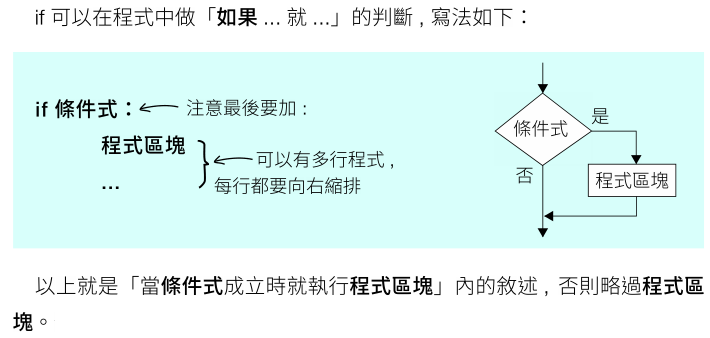 if 可以在程式中做「如果 ... 就 ...」的判斷，寫法如下：
if 條件式： 注意最後要加：
程式區塊
...
可以有多行程式，
每行都要向右縮排
條件式
是
否
程式區塊
以上就是「當條件式成立時就執行程式區塊」內的敘述，否則略過程式區
塊。